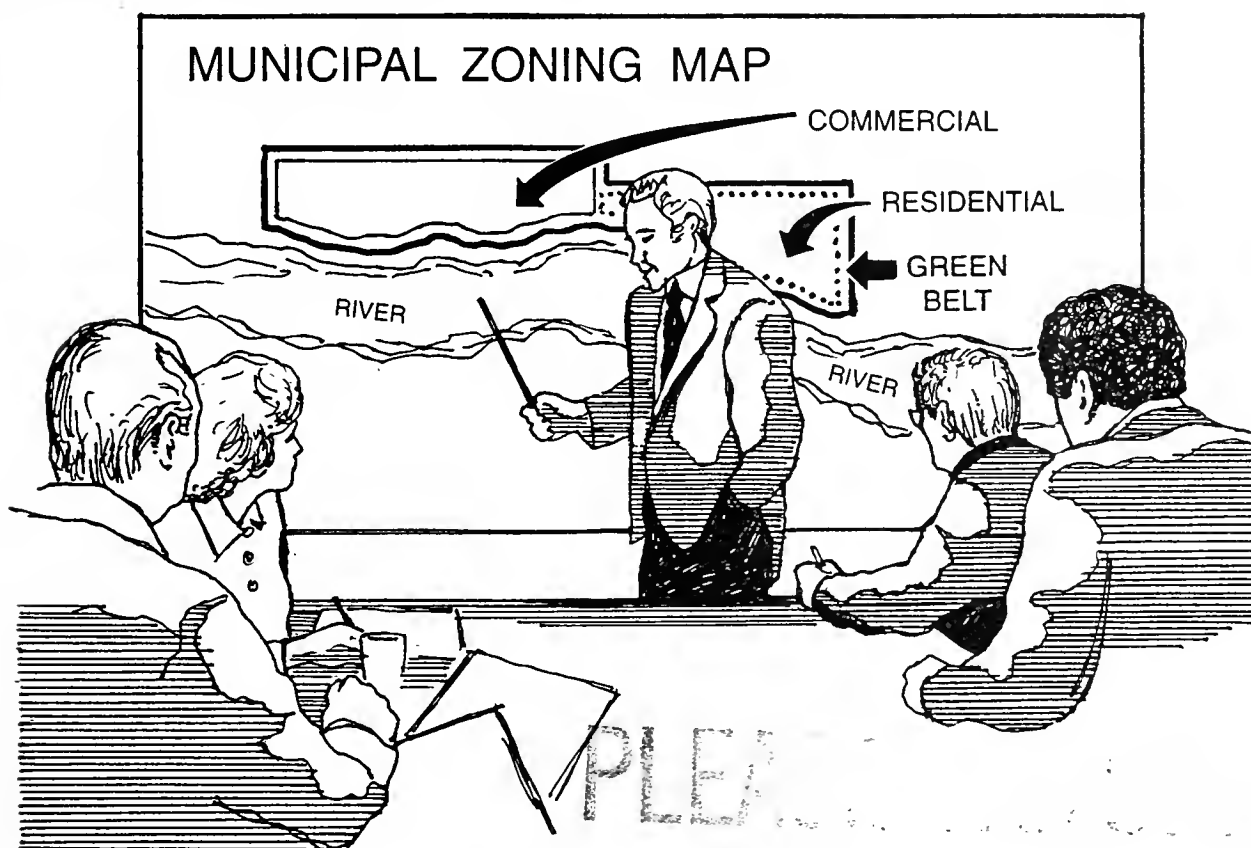 MUNICIPAL ZONING MAP
COMMERCIAL
RESIDENTIAL
GREEN
BELT
RIVER
RIVER